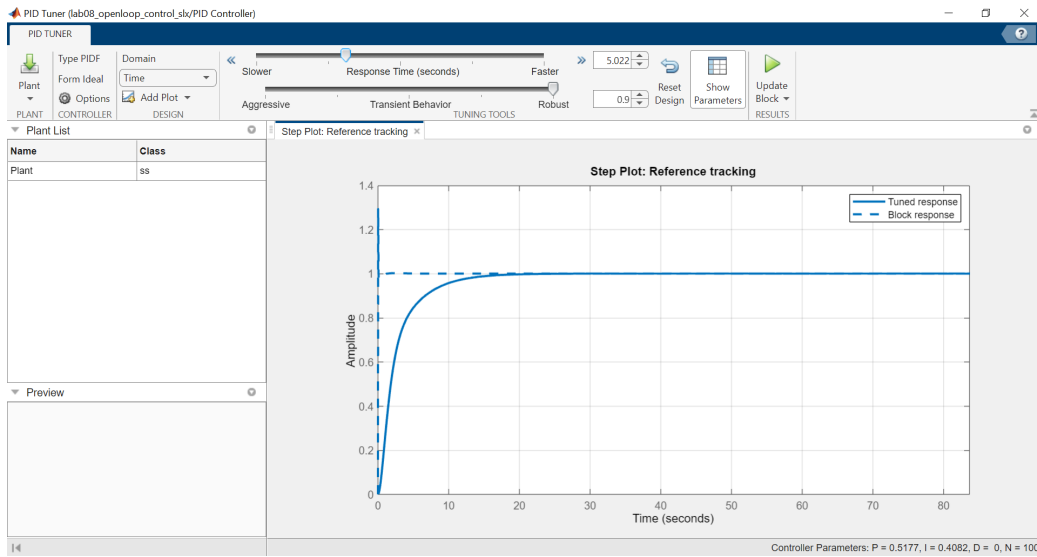 PID Tuner (lab08_openloop_control_slx/PID Controller)
PID TUNER
Plant
PLANT
Type PIDF
Form Ideal
Options
CONTROLLER
Domain
Time
Add Plot
DESIGN
Slower Response Time (seconds) Faster
5.022
Aggressive Transient Behavior Robust
0.9
TUNING TOOLS
Reset Design
Show Parameters
Update Block
RESULTS
Plant List
Name Class
Plant ss
Preview
Step Plot: Reference tracking
Step Plot: Reference tracking
Tuned response
Block response
Amplitude
1.4
1.2
1
0.8
0.6
0.4
0.2
0
0 10 20 30 40 50 60 70 80
Time (seconds)
Controller Parameters: P = 0.5177, I = 0.4082, D = 0, N = 100